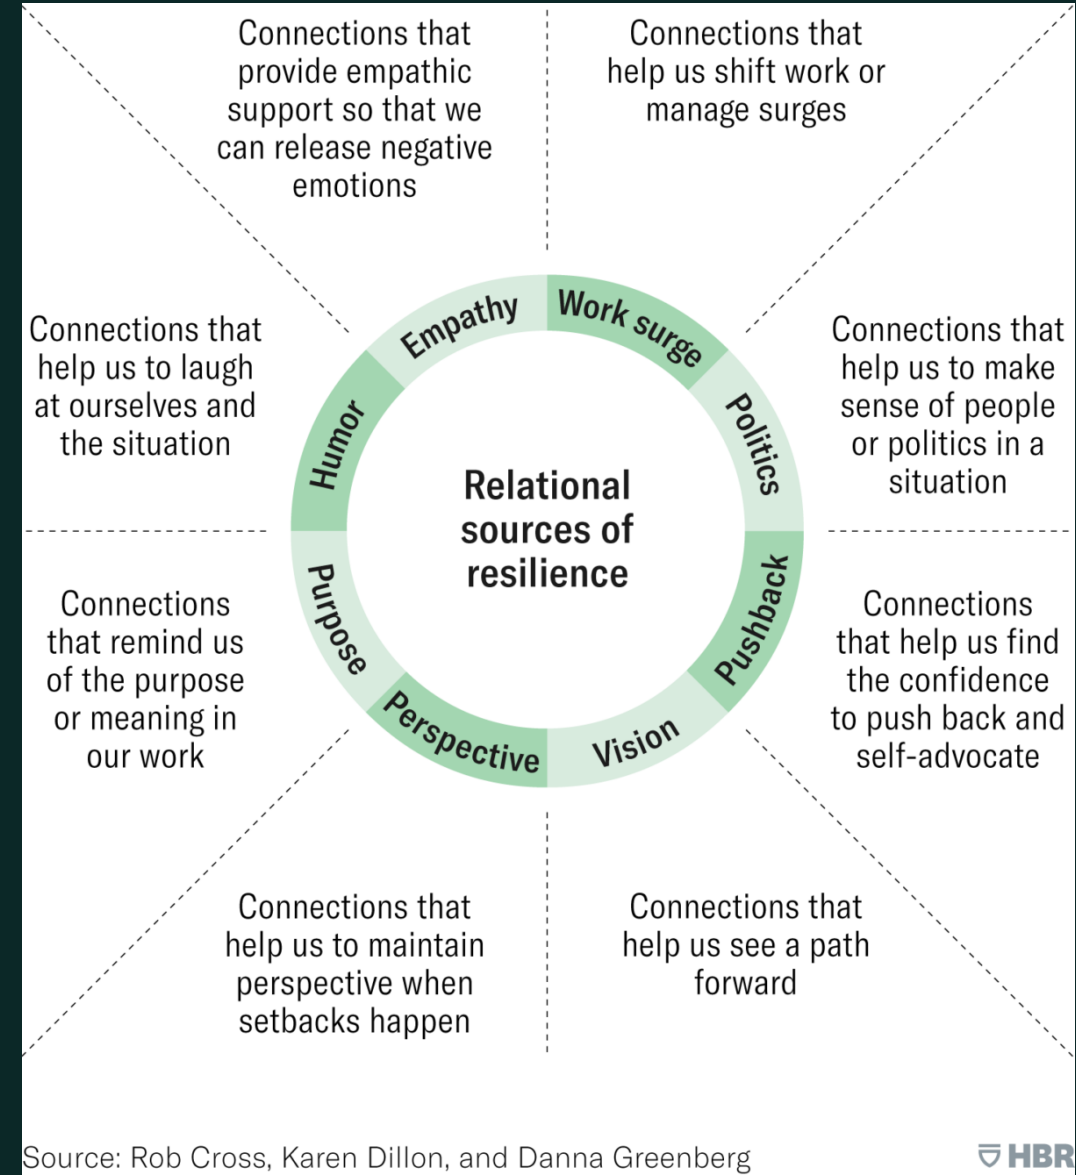 Connections that
provide empathic
support so that we
can release negative
emotions
Connections that
help us shift work or
manage surges
Connections that
help us to laugh
at ourselves and
the situation
Connections that
help us to make
sense of people
or politics in a
situation
Empathy
Work surge
Humor
Politics
Relational
sources of
resilience
Purpose
Pushback
Perspective
Vision
Connections
that remind us
of the purpose
or meaning in
our work
Connections
that help us find
the confidence
to push back and
self-advocate
Connections that
help us to maintain
perspective when
setbacks happen
Connections that
help us see a path
forward
Source: Rob Cross, Karen Dillon, and Danna Greenberg
HBR